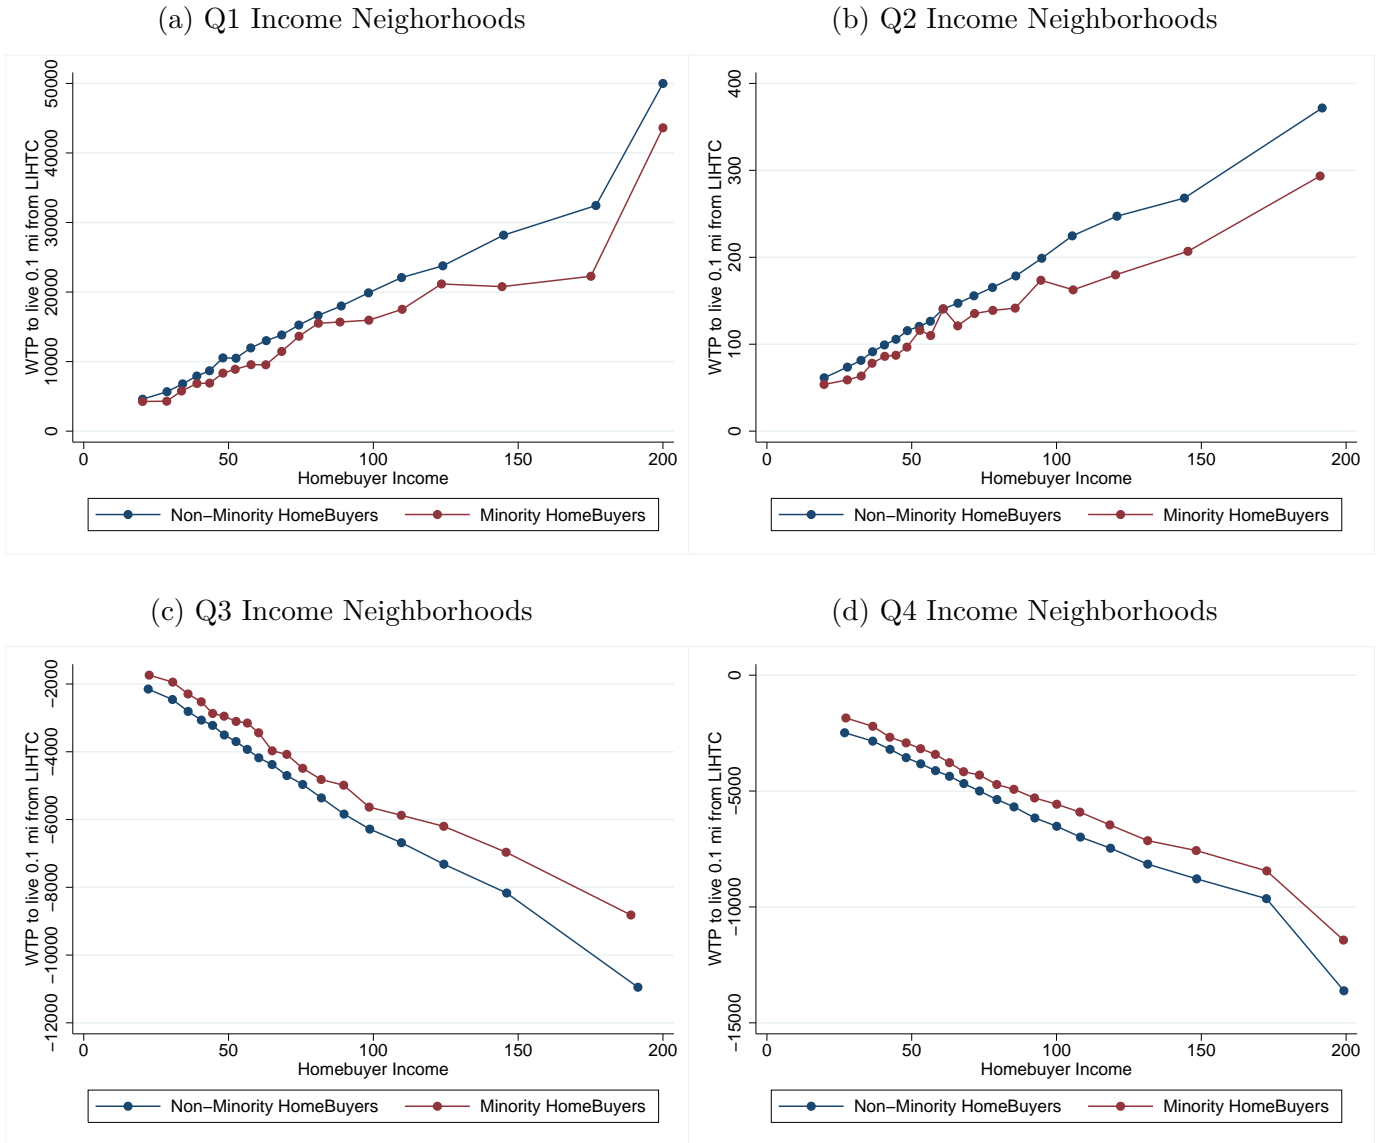 (a) Q1 Income Neighorhoods
WTP to live 0.1 mi from LIHTC
50000
40000
30000
20000
10000
0
0 50 100 150 200
Homebuyer Income
Non−Minority HomeBuyers Minority HomeBuyers
(b) Q2 Income Neighborhoods
WTP to live 0.1 mi from LIHTC
400
300
200
100
0
0 50 100 150 200
Homebuyer Income
Non−Minority HomeBuyers Minority HomeBuyers
(c) Q3 Income Neighborhoods
WTP to live 0.1 mi from LIHTC
−2000
−4000
−6000
−8000
−10000
−12000
0 50 100 150 200
Homebuyer Income
Non−Minority HomeBuyers Minority HomeBuyers
(d) Q4 Income Neighborhoods
WTP to live 0.1 mi from LIHTC
0
−5000
−10000
−15000
0 50 100 150 200
Homebuyer Income
Non−Minority HomeBuyers Minority HomeBuyers